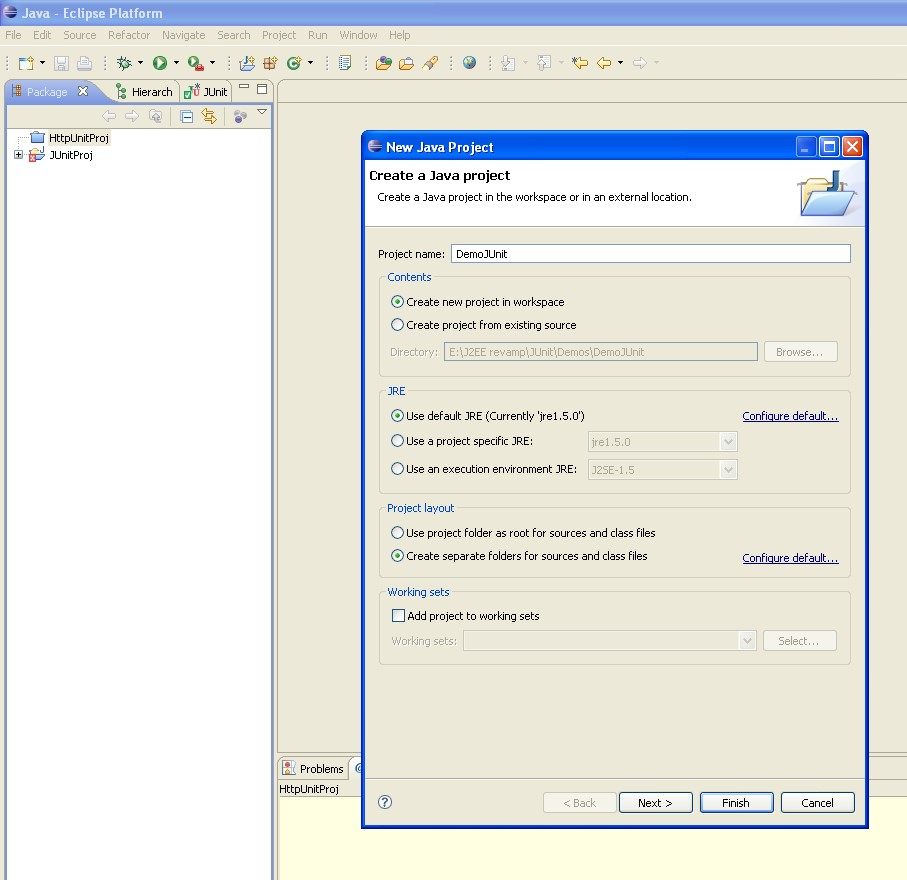 Java - Eclipse Platform
File Edit Source Refactor Navigate Search Project Run Window Help
Package Hierarch JUnit
HttpUnitProj
JUnitProj
New Java Project
Create a Java project
Create a Java project in the workspace or in an external location.
Project name: DemoJUnit
Contents
Create new project in workspace
Create project from existing source
Directory: E:\J2EE revamp\JUnit\Demos\DemoJUnit Browse...
JRE
Use default JRE (Currently 'jre1.5.0') Configure default...
Use a project specific JRE: jre1.5.0
Use an execution environment JRE: J2SE-1.5
Project layout
Use project folder as root for sources and class files
Create separate folders for sources and class files Configure default...
Working sets
Add project to working sets
Working sets: Select...
Problems
HttpUnitProj
< Back Next > Finish Cancel